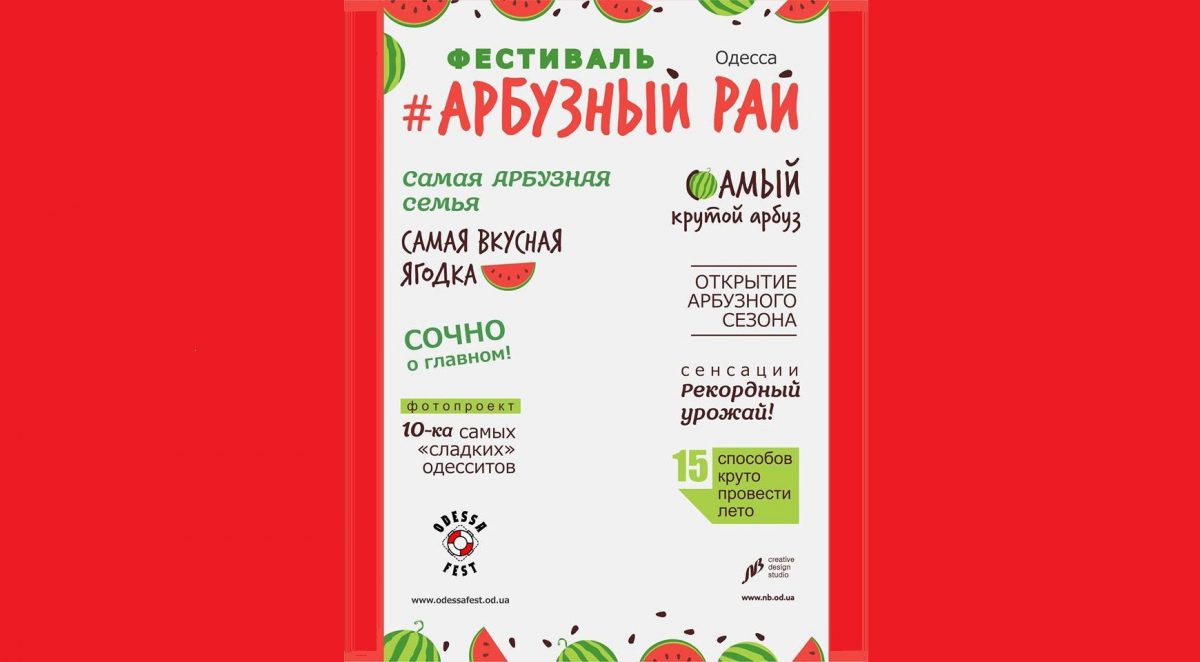 ФЕСТИВАЛЬ
Одесса
#АРБУЗНЫЙ РАЙ
Самая АРБУЗНАЯ
семья
САМАЯ ВКУСНАЯ
ЯГОДКА
СОЧНО
о главном!
фотопроект
10-ка самых
«сладких»
одесситов
ODESSA
FEST
www.odessafest.od.ua
САМЫЙ
крутой арбуз
ОТКРЫТИЕ
АРБУЗНОГО
СЕЗОНА
сенсации
Рекордный
урожай!
15 способов
круто
провести
лето
NB creative
design
studio
www.nb.od.ua